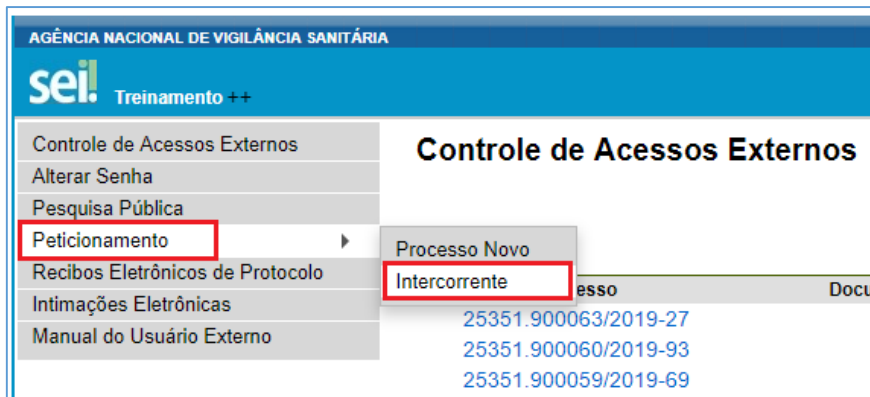 AGÊNCIA NACIONAL DE VIGILÂNCIA SANITÁRIA
sei!
Treinamento ++
Controle de Acessos Externos
Alterar Senha
Pesquisa Pública
Peticionamento
Recibos Eletrônicos de Protocolo
Intimações Eletrônicas
Manual do Usuário Externo
Controle de Acessos Externos
Processo Novo
Intercorrente
25351.900063/2019-27
25351.900060/2019-93
25351.900059/2019-69